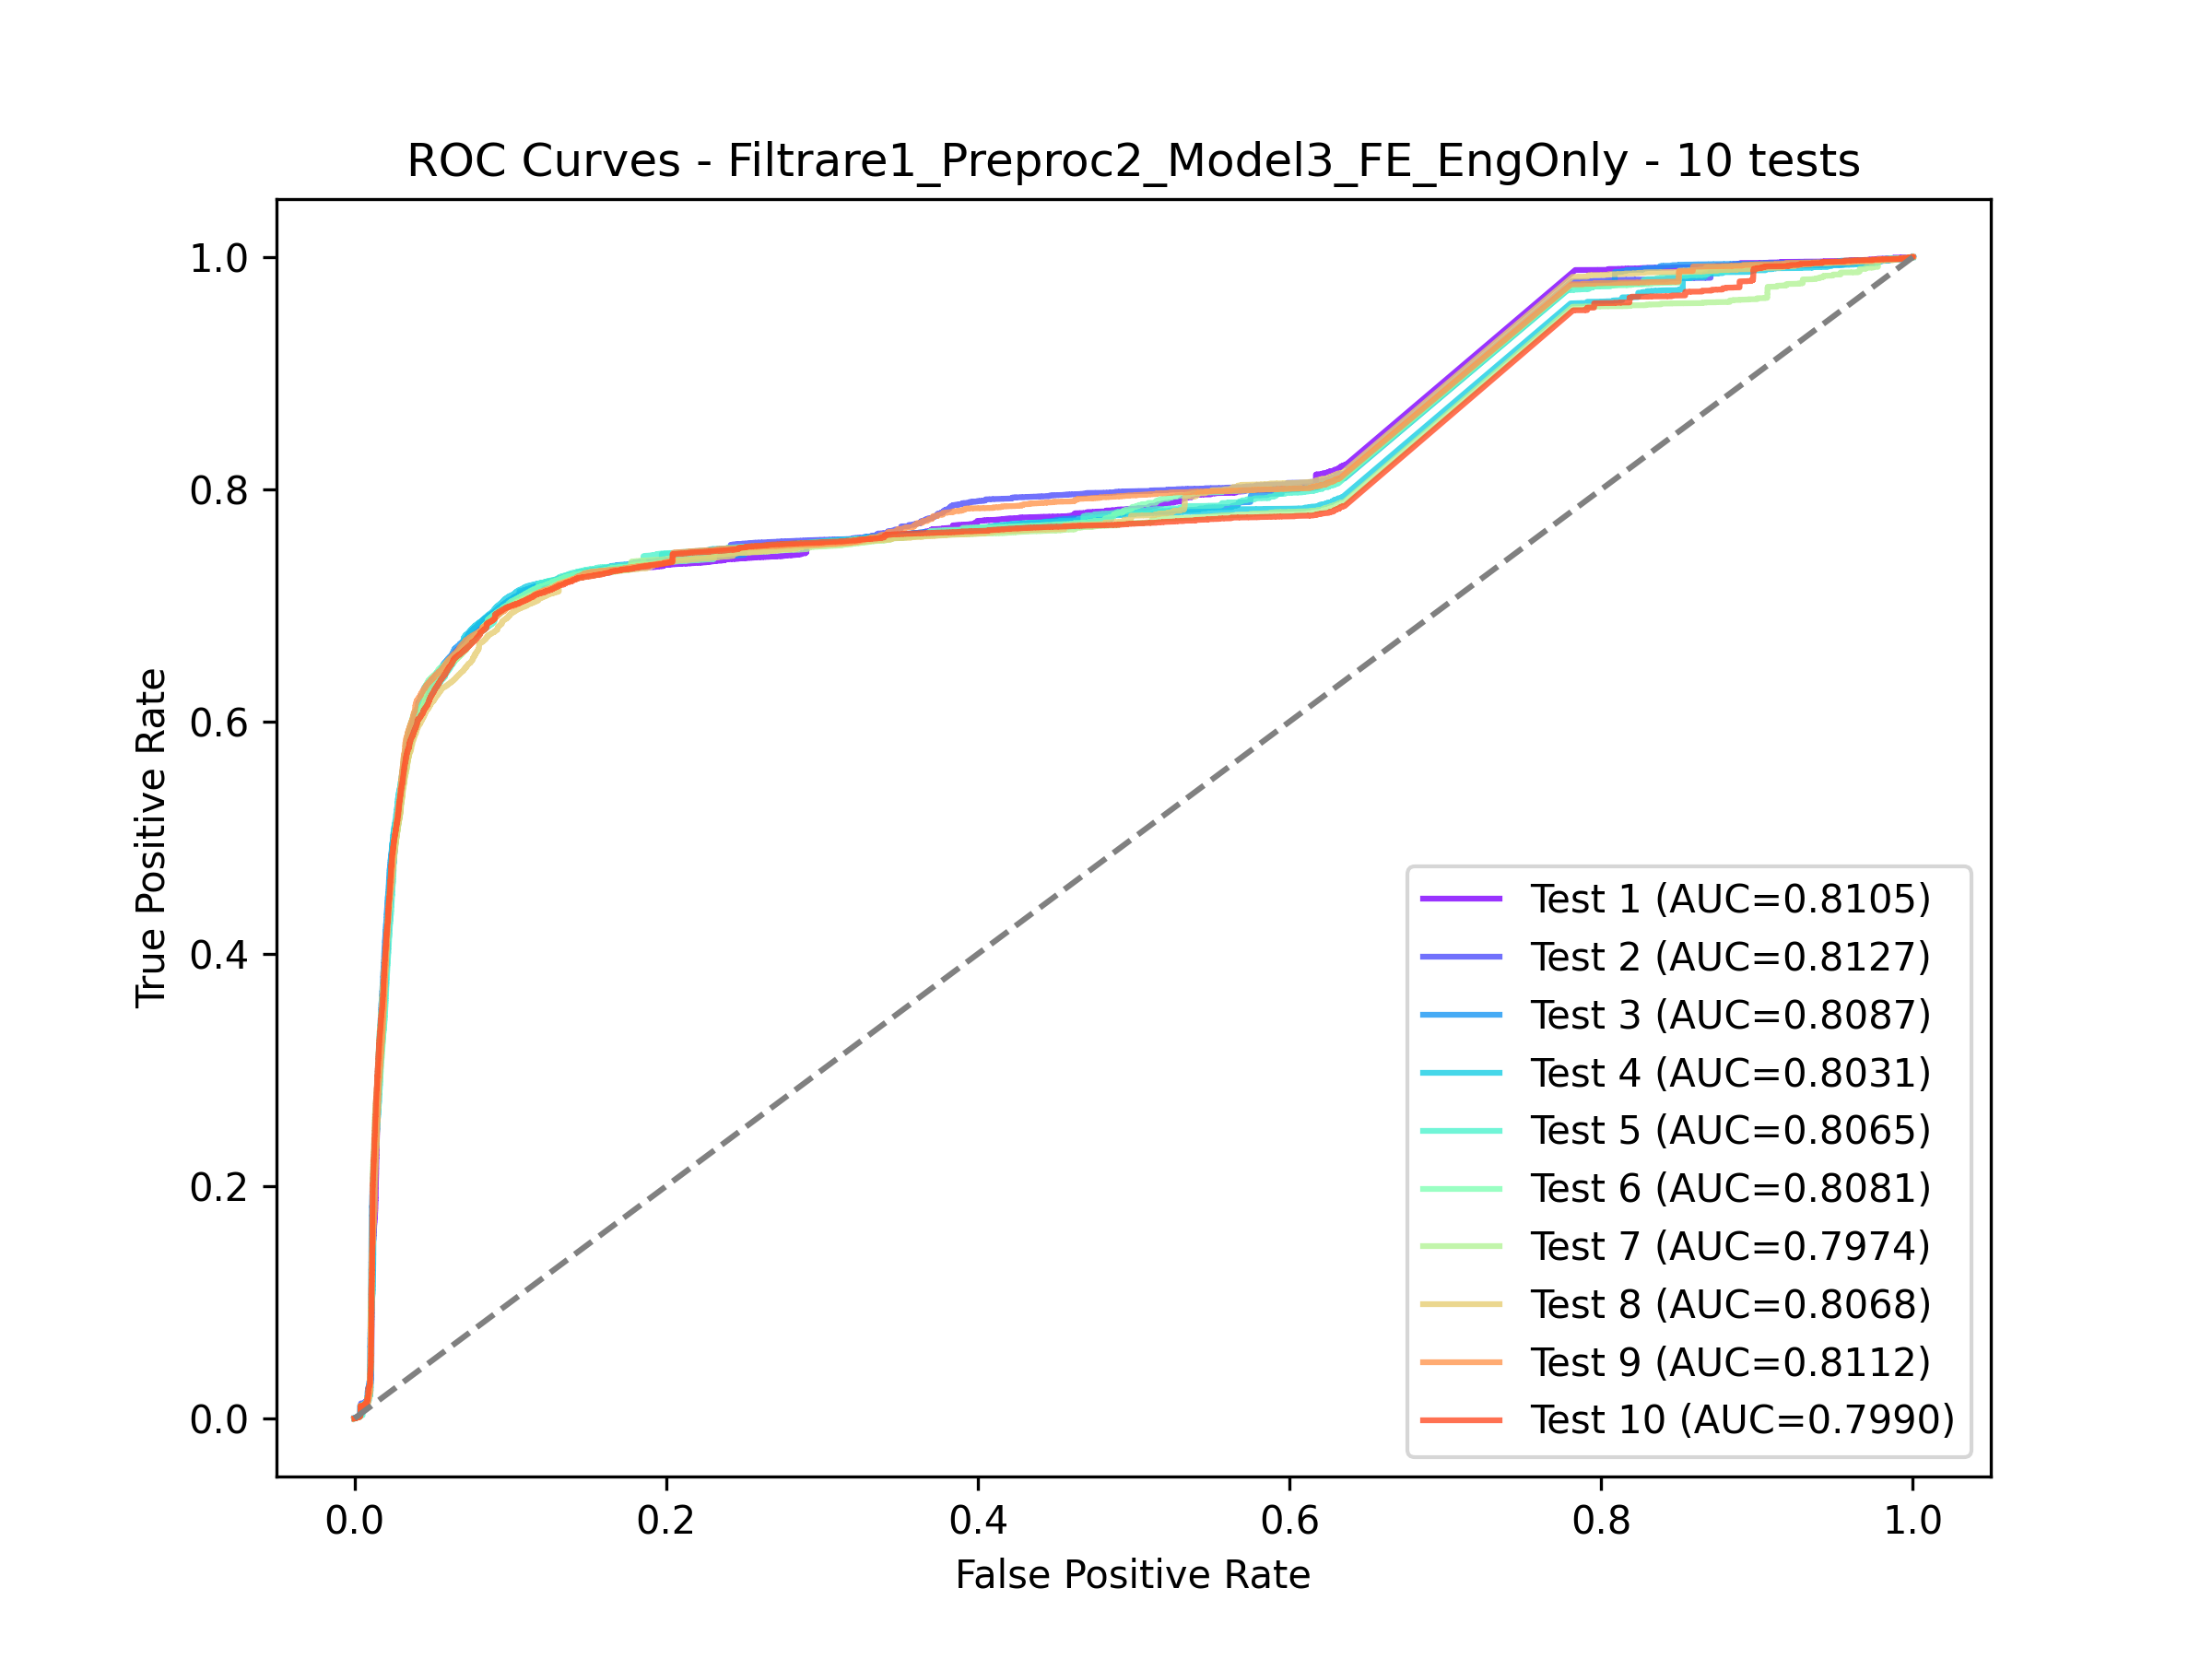 ROC Curves - Filtrare1_Preproc2_Model3_FE_EngOnly - 10 tests
True Positive Rate
1.0
0.8
0.6
0.4
0.2
0.0
Test 1 (AUC=0.8105)
Test 2 (AUC=0.8127)
Test 3 (AUC=0.8087)
Test 4 (AUC=0.8031)
Test 5 (AUC=0.8065)
Test 6 (AUC=0.8081)
Test 7 (AUC=0.7974)
Test 8 (AUC=0.8068)
Test 9 (AUC=0.8112)
Test 10 (AUC=0.7990)
0.0 0.2 0.4 0.6 0.8 1.0
False Positive Rate